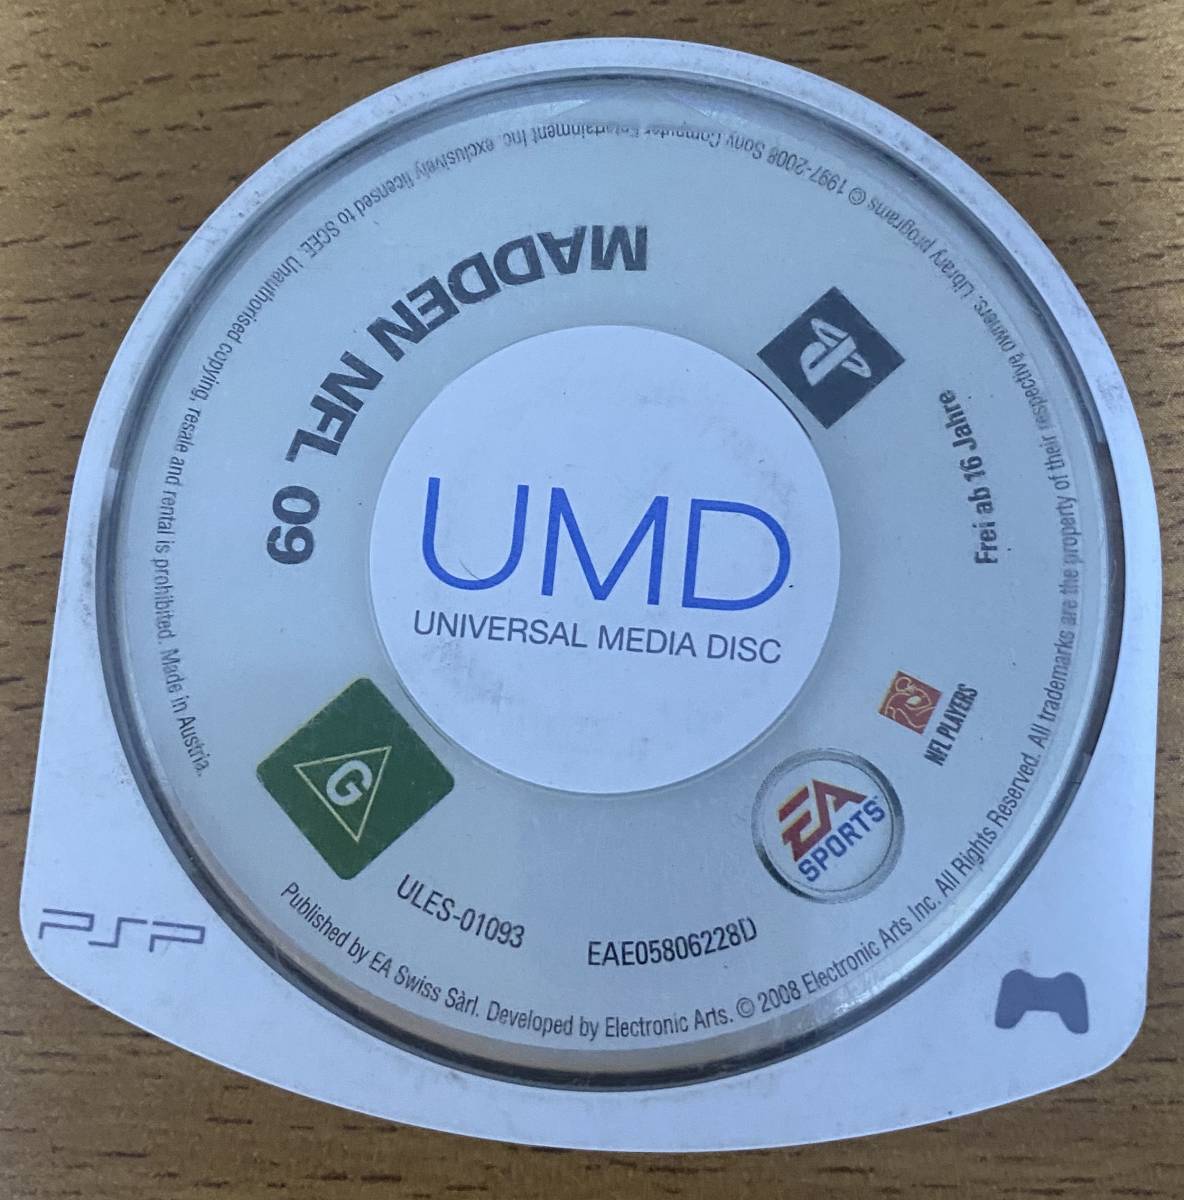 MADDEN NFL 09
UMD
UNIVERSAL MEDIA DISC
Frei ab 16 Jahre
NFL PLAYERS
EA
SPORTS
G
ULES-01093
EAE05806228D
Published by EA Swiss Sàrl. Developed by Electronic Arts. © 2008 Electronic Arts Inc. All Rights Reserved. All trademarks are the property of their respective owners. Library programs © 1997-2008 Sony Computer Entertainment Inc. exclusively licensed to SCEE. Unauthorised copying, resale and rental is prohibited. Made in Austria.
PSP